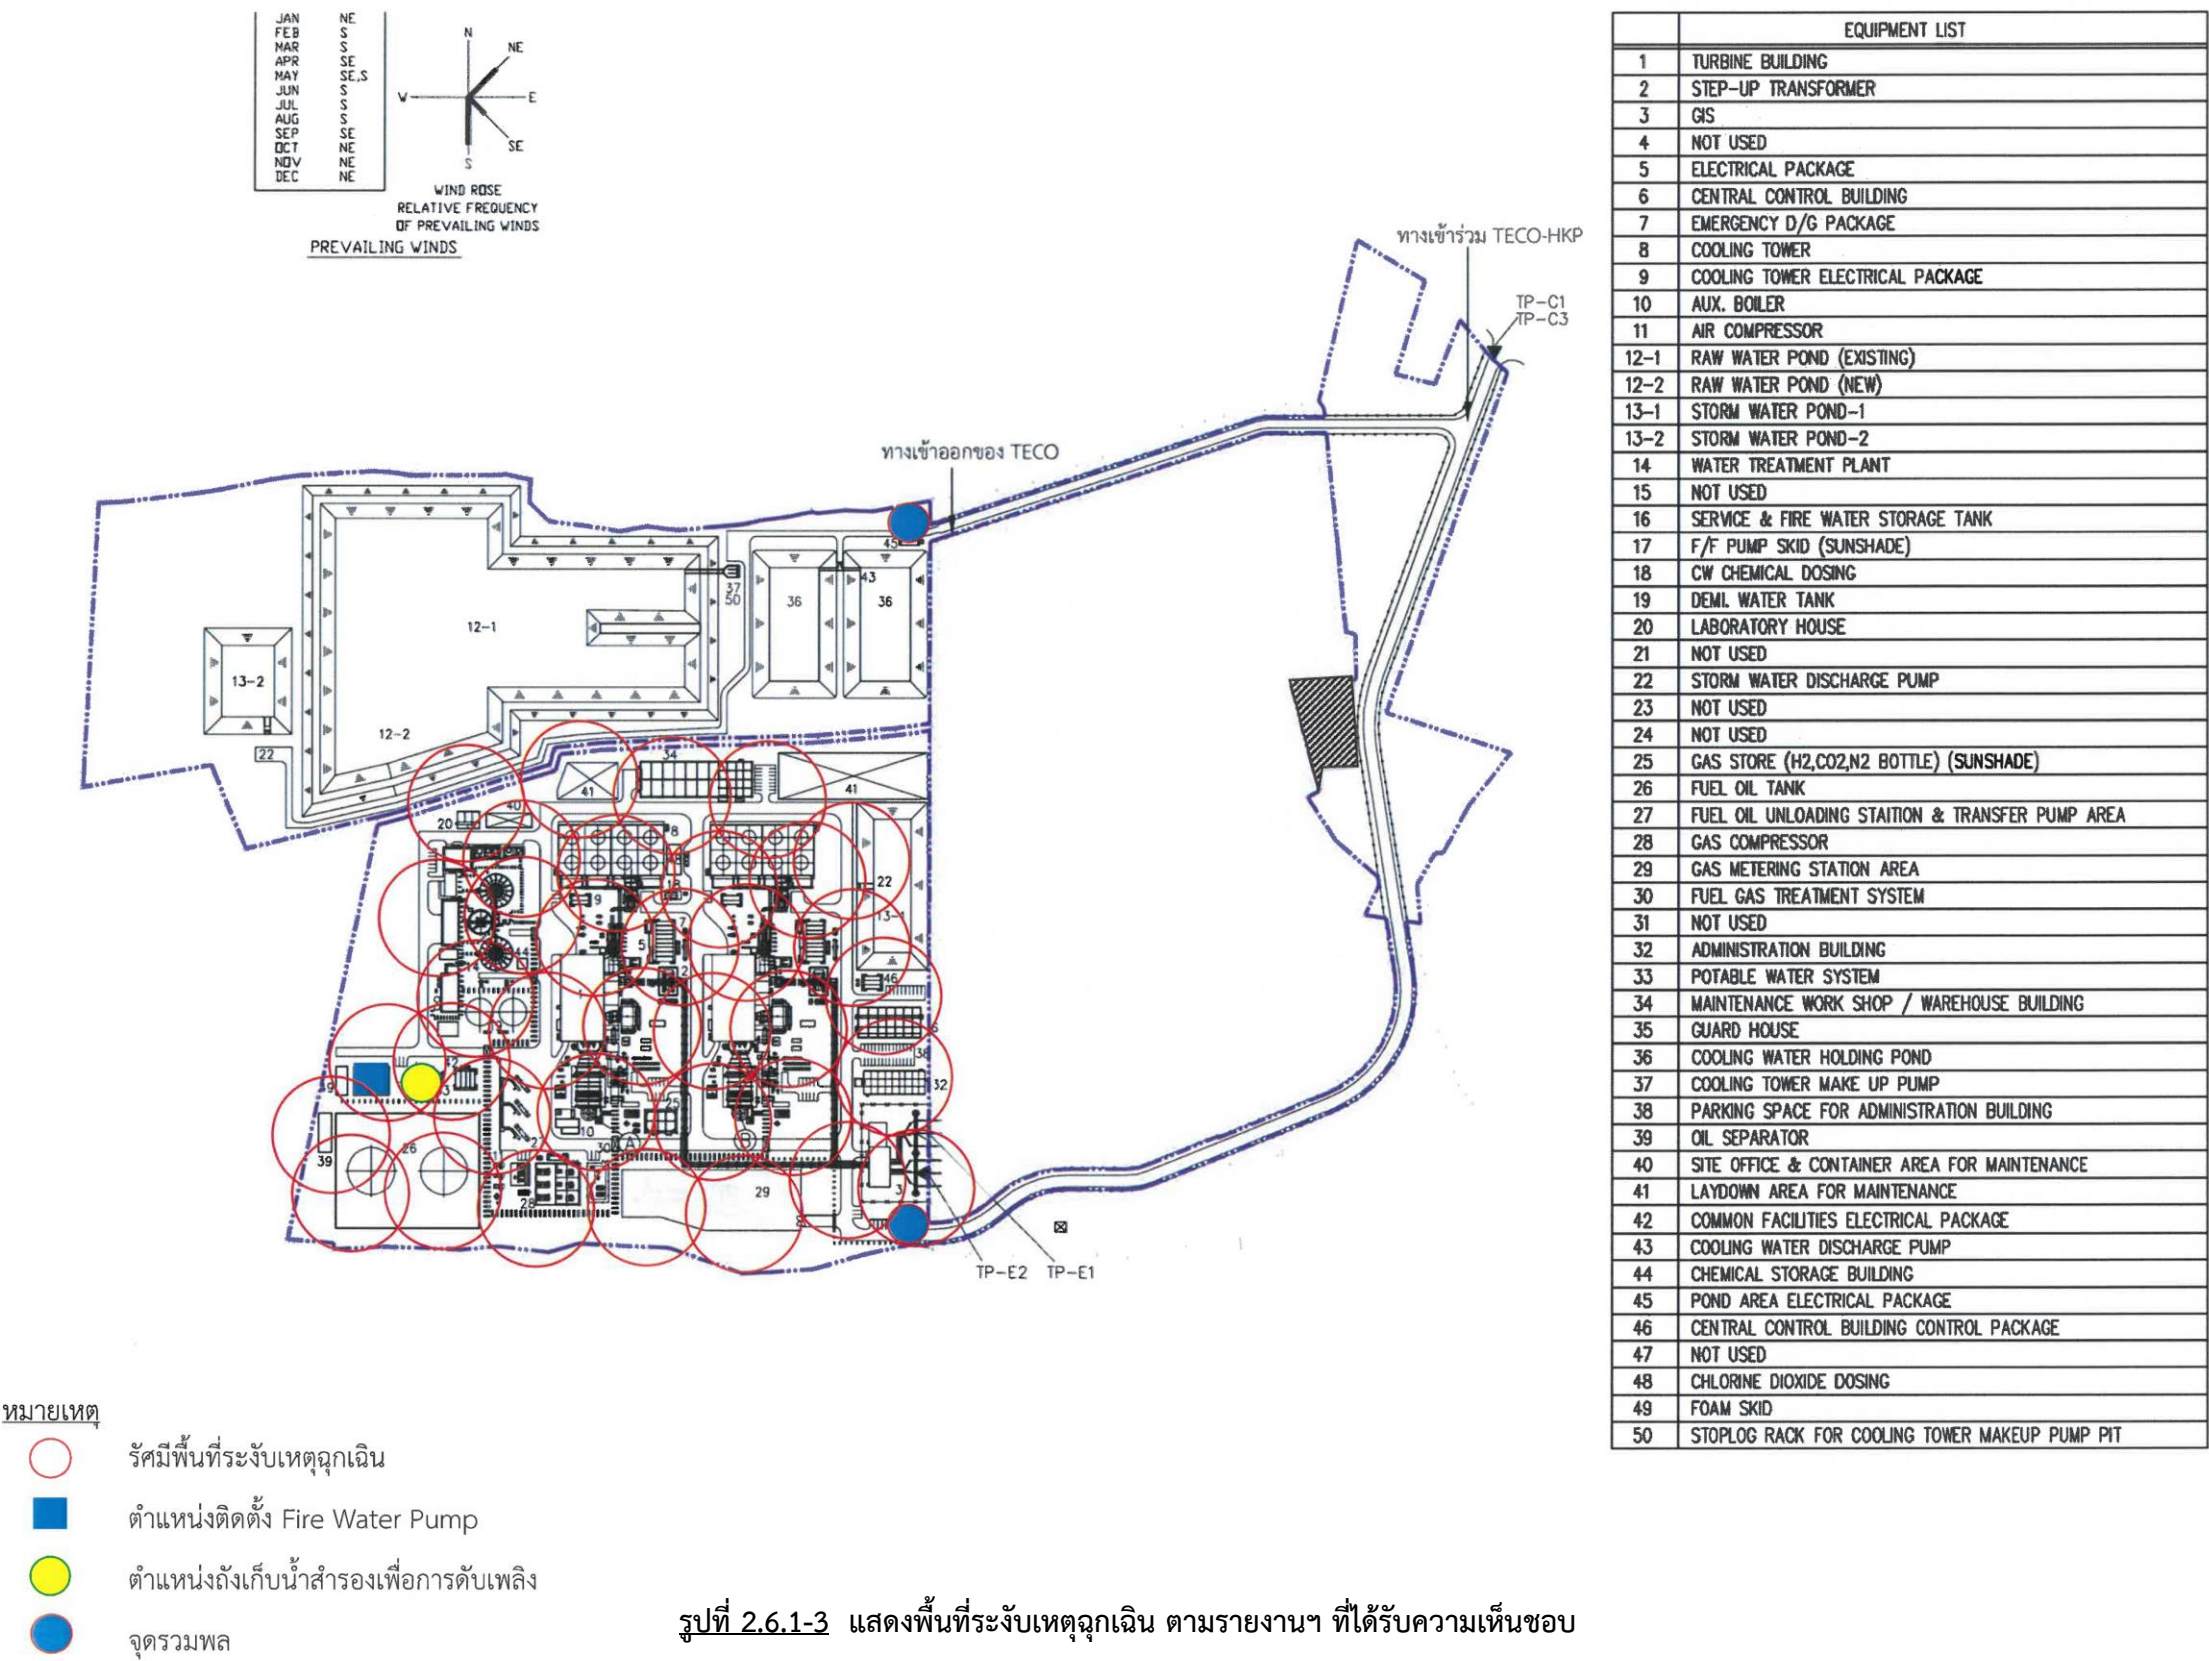 JAN NE
FEB S
MAR S
APR SE
MAY SE,S
JUN S
JUL S
AUG S
SEP SE
OCT NE
NOV NE
DEC NE
N
NE
W
E
SE
S
WIND ROSE
RELATIVE FREQUENCY
OF PREVAILING WINDS
PREVAILING WINDS
ทางเข้าร่วม TECO-HKP
TP-C1
TP-C3
ทางเข้าออกของ TECO
45
43
37
50
36
36
12-1
13-2
12-2
22
34
41
41
40
20
8
22
9
13-1
7
5
2
44
46
1
38
32
42
25
10
30
A
B
27
26
39
28
29
3
TP-E2 TP-E1
EQUIPMENT LIST
1 TURBINE BUILDING
2 STEP-UP TRANSFORMER
3 GIS
4 NOT USED
5 ELECTRICAL PACKAGE
6 CENTRAL CONTROL BUILDING
7 EMERGENCY D/G PACKAGE
8 COOLING TOWER
9 COOLING TOWER ELECTRICAL PACKAGE
10 AUX. BOILER
11 AIR COMPRESSOR
12-1 RAW WATER POND (EXISTING)
12-2 RAW WATER POND (NEW)
13-1 STORM WATER POND-1
13-2 STORM WATER POND-2
14 WATER TREATMENT PLANT
15 NOT USED
16 SERVICE & FIRE WATER STORAGE TANK
17 F/F PUMP SKID (SUNSHADE)
18 CW CHEMICAL DOSING
19 DEMI. WATER TANK
20 LABORATORY HOUSE
21 NOT USED
22 STORM WATER DISCHARGE PUMP
23 NOT USED
24 NOT USED
25 GAS STORE (H2,CO2,N2 BOTTLE) (SUNSHADE)
26 FUEL OIL TANK
27 FUEL OIL UNLOADING STAITION & TRANSFER PUMP AREA
28 GAS COMPRESSOR
29 GAS METERING STATION AREA
30 FUEL GAS TREATMENT SYSTEM
31 NOT USED
32 ADMINISTRATION BUILDING
33 POTABLE WATER SYSTEM
34 MAINTENANCE WORK SHOP / WAREHOUSE BUILDING
35 GUARD HOUSE
36 COOLING WATER HOLDING POND
37 COOLING TOWER MAKE UP PUMP
38 PARKING SPACE FOR ADMINISTRATION BUILDING
39 OIL SEPARATOR
40 SITE OFFICE & CONTAINER AREA FOR MAINTENANCE
41 LAYDOWN AREA FOR MAINTENANCE
42 COMMON FACILITIES ELECTRICAL PACKAGE
43 COOLING WATER DISCHARGE PUMP
44 CHEMICAL STORAGE BUILDING
45 POND AREA ELECTRICAL PACKAGE
46 CENTRAL CONTROL BUILDING CONTROL PACKAGE
47 NOT USED
48 CHLORINE DIOXIDE DOSING
49 FOAM SKID
50 STOPLOG RACK FOR COOLING TOWER MAKEUP PUMP PIT
หมายเหตุ
รัศมีพื้นที่ระงับเหตุฉุกเฉิน
ตำแหน่งติดตั้ง Fire Water Pump
ตำแหน่งถังเก็บน้ำสำรองเพื่อการดับเพลิง
จุดรวมพล
รูปที่ 2.6.1-3 แสดงพื้นที่ระงับเหตุฉุกเฉิน ตามรายงานฯ ที่ได้รับความเห็นชอบ